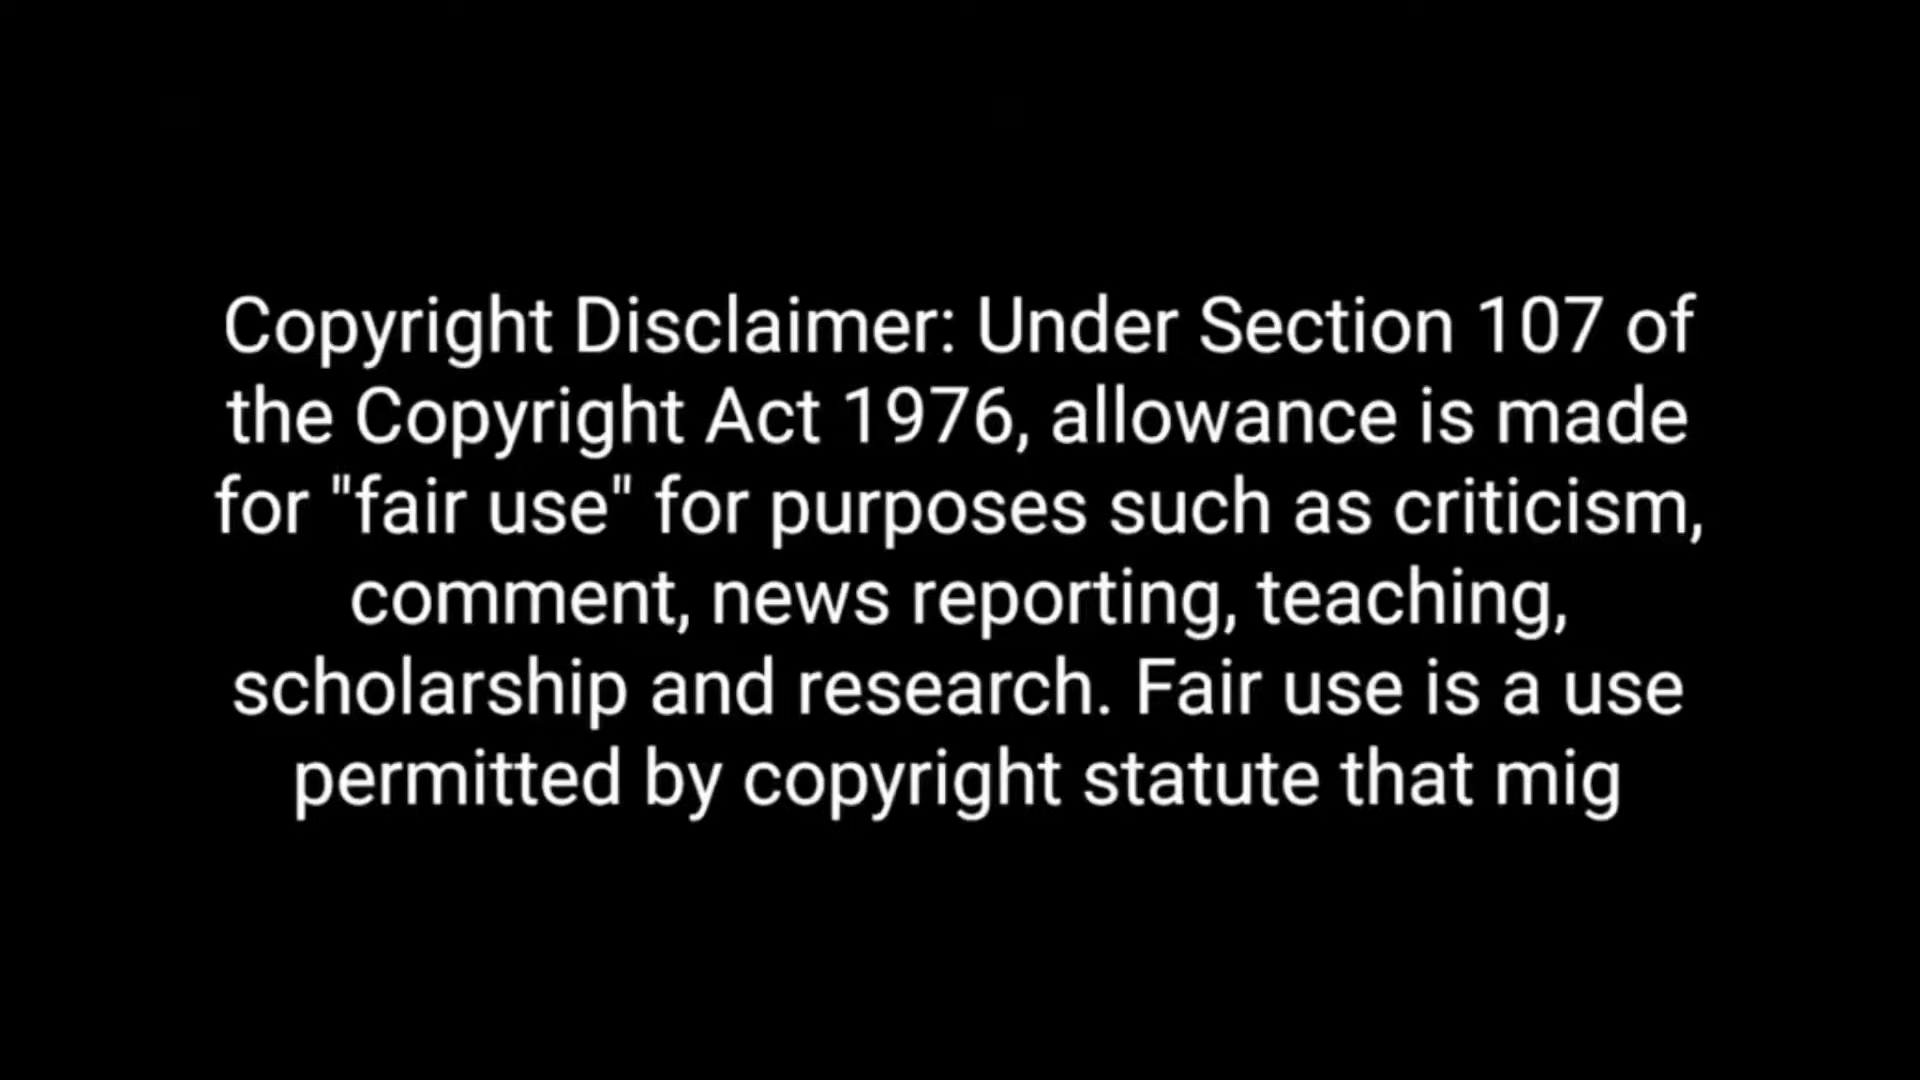 Copyright Disclaimer: Under Section 107 of
the Copyright Act 1976, allowance is made
for "fair use" for purposes such as criticism,
comment, news reporting, teaching,
scholarship and research. Fair use is a use
permitted by copyright statute that mig